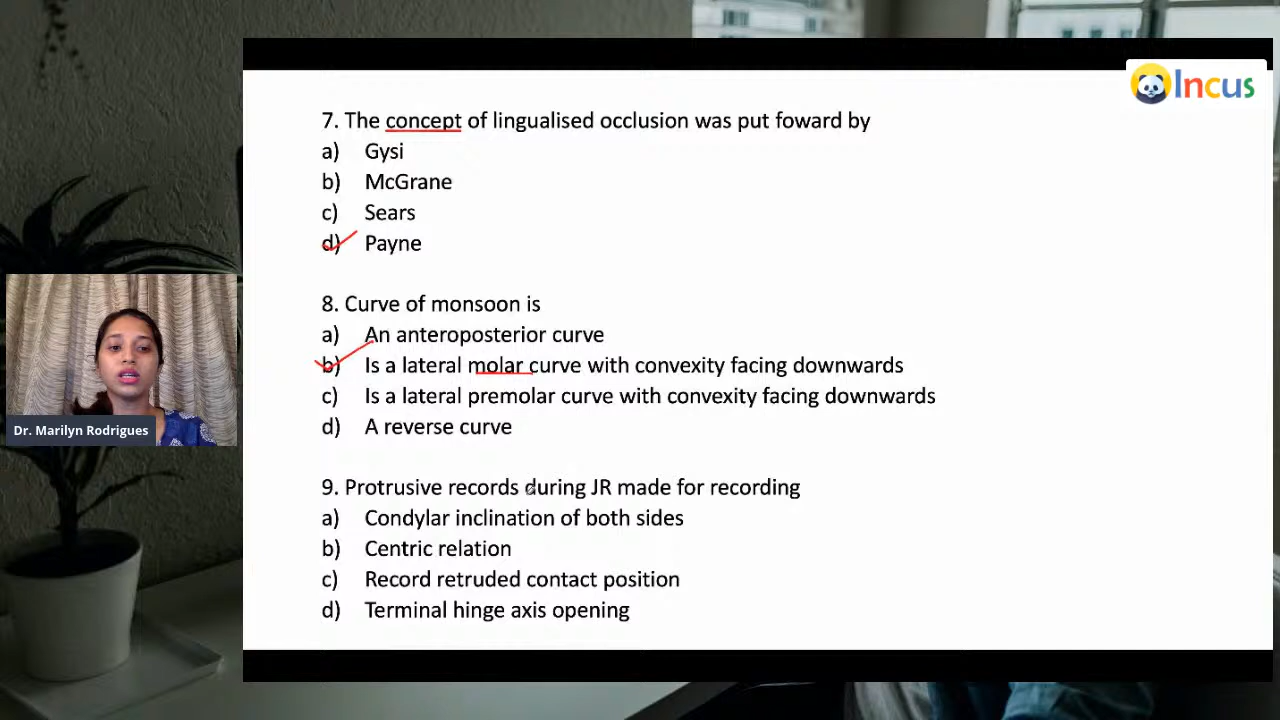 Incus
7. The concept of lingualised occlusion was put foward by
a) Gysi
b) McGrane
c) Sears
d) Payne
8. Curve of monsoon is
a) An anteroposterior curve
b) Is a lateral molar curve with convexity facing downwards
c) Is a lateral premolar curve with convexity facing downwards
d) A reverse curve
Dr. Marilyn Rodrigues
9. Protrusive records during JR made for recording
a) Condylar inclination of both sides
b) Centric relation
c) Record retruded contact position
d) Terminal hinge axis opening